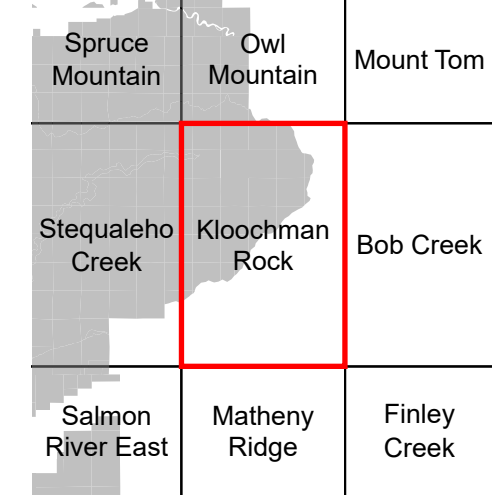 Spruce
Mountain
Owl
Mountain
Mount Tom
Stequaleho
Creek
Kloochman
Rock
Bob Creek
Salmon
River East
Matheny
Ridge
Finley
Creek